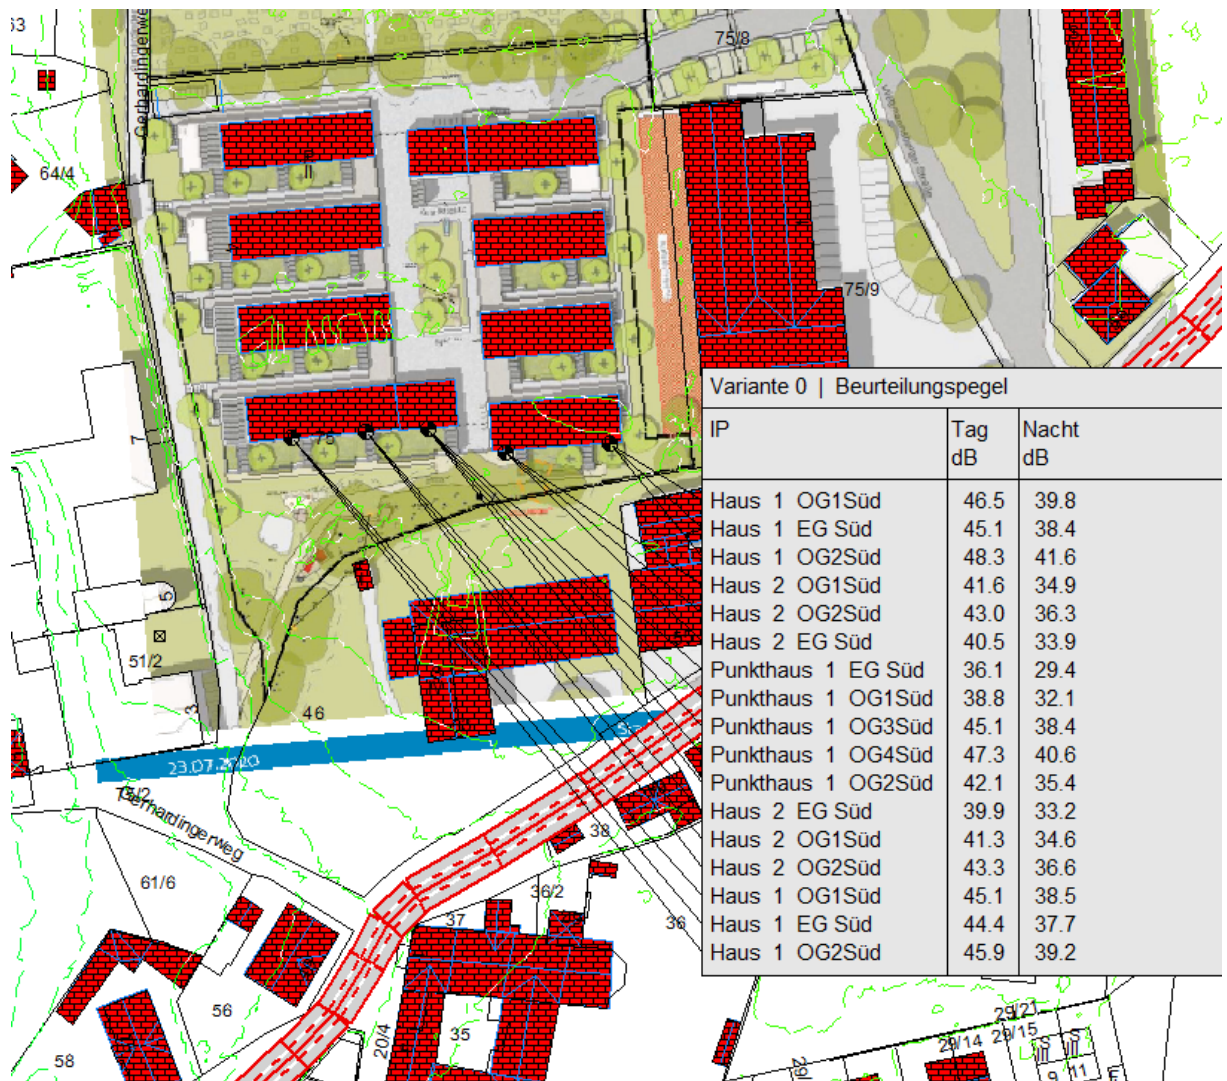 33
Gerhardingerweg
75/8
64/4
75/9
7
75
5
51/2
3
46
23.07.2020
Gerhardingerweg
61/6
38
36/2
37
36
56
35
20/4
58
29/21
29/15
29/14
S
S
9
11
Variante 0 | Beurteilungspegel
IP Tag Nacht
dB dB
Haus 1 OG1Süd 46.5 39.8
Haus 1 EG Süd 45.1 38.4
Haus 1 OG2Süd 48.3 41.6
Haus 2 OG1Süd 41.6 34.9
Haus 2 OG2Süd 43.0 36.3
Haus 2 EG Süd 40.5 33.9
Punkthaus 1 EG Süd 36.1 29.4
Punkthaus 1 OG1Süd 38.8 32.1
Punkthaus 1 OG3Süd 45.1 38.4
Punkthaus 1 OG4Süd 47.3 40.6
Punkthaus 1 OG2Süd 42.1 35.4
Haus 2 EG Süd 39.9 33.2
Haus 2 OG1Süd 41.3 34.6
Haus 2 OG2Süd 43.3 36.6
Haus 1 OG1Süd 45.1 38.5
Haus 1 EG Süd 44.4 37.7
Haus 1 OG2Süd 45.9 39.2